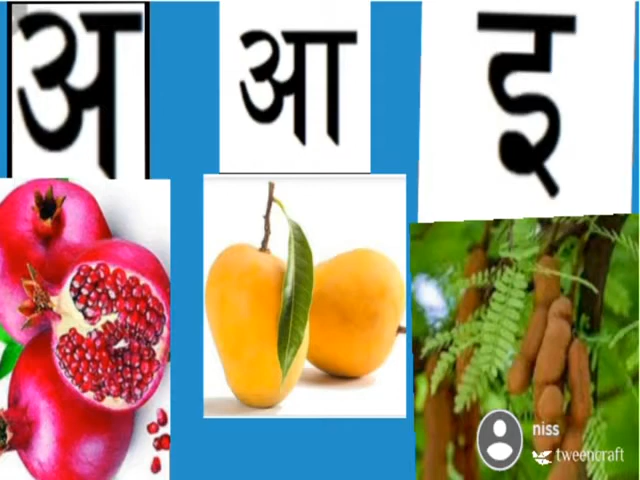 अ आ इ
niss
tweencraft